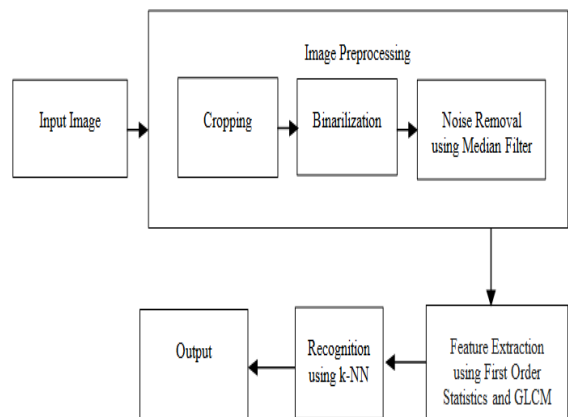 Image Preprocessing
Input Image
Cropping
Binarilization
Noise Removal
using Median Filter
Feature Extraction
using First Order
Statistics and GLCM
Recognition
using k-NN
Output